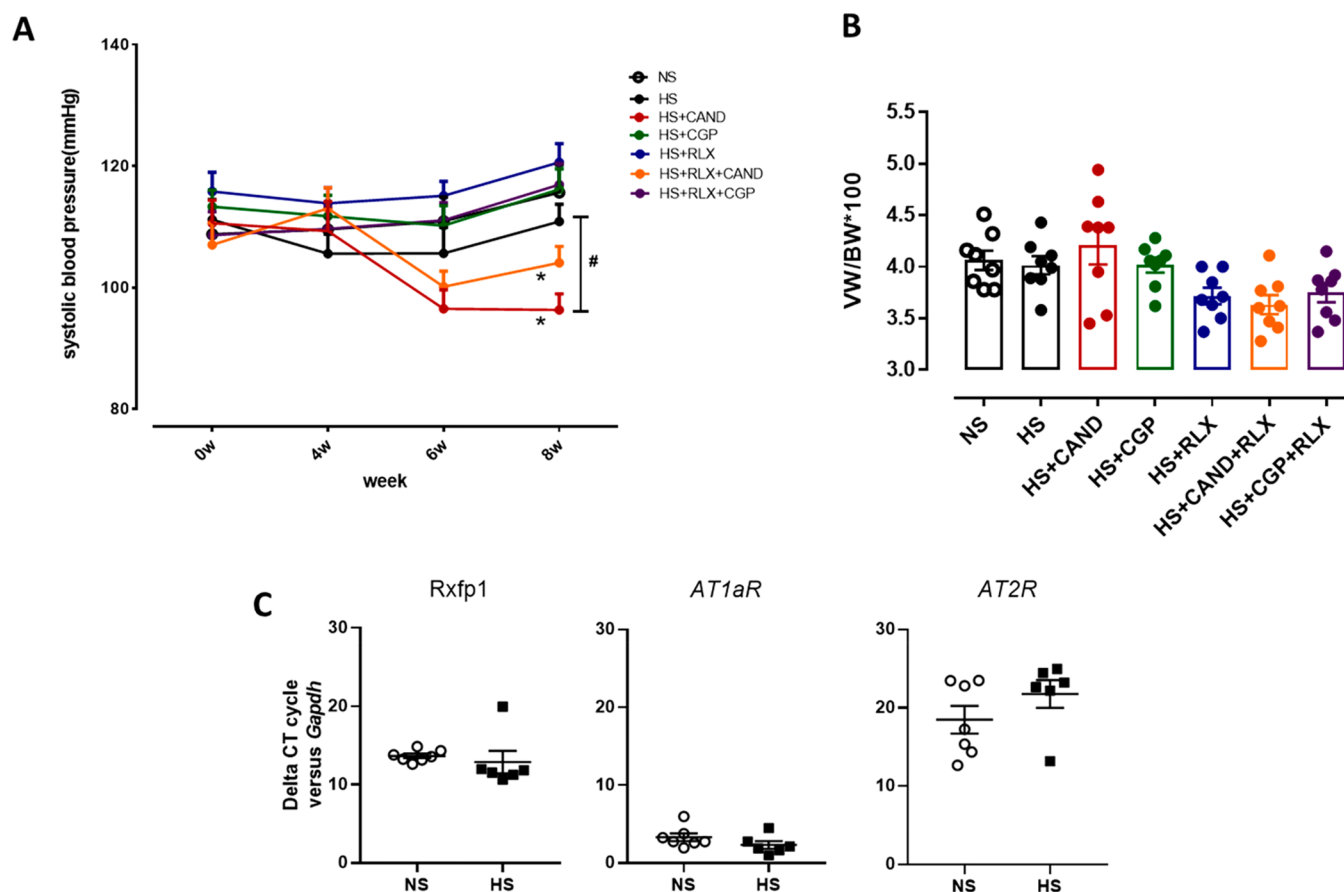 A
systolic blood pressure(mmHg)
140
120
100
80
0w
4w
6w
8w
week
*
*
#
NS
HS
HS+CAND
HS+CGP
HS+RLX
HS+RLX+CAND
HS+RLX+CGP
B
VW/BW*100
5.5
5.0
4.5
4.0
3.5
3.0
NS
HS
HS+CAND
HS+CGP
HS+RLX
HS+CAND+RLX
HS+CGP+RLX
C
Delta CT cycle
versus Gapdh
Rxfp1
30
20
10
0
NS
HS
AT1aR
30
20
10
0
NS
HS
AT2R
30
20
10
0
NS
HS